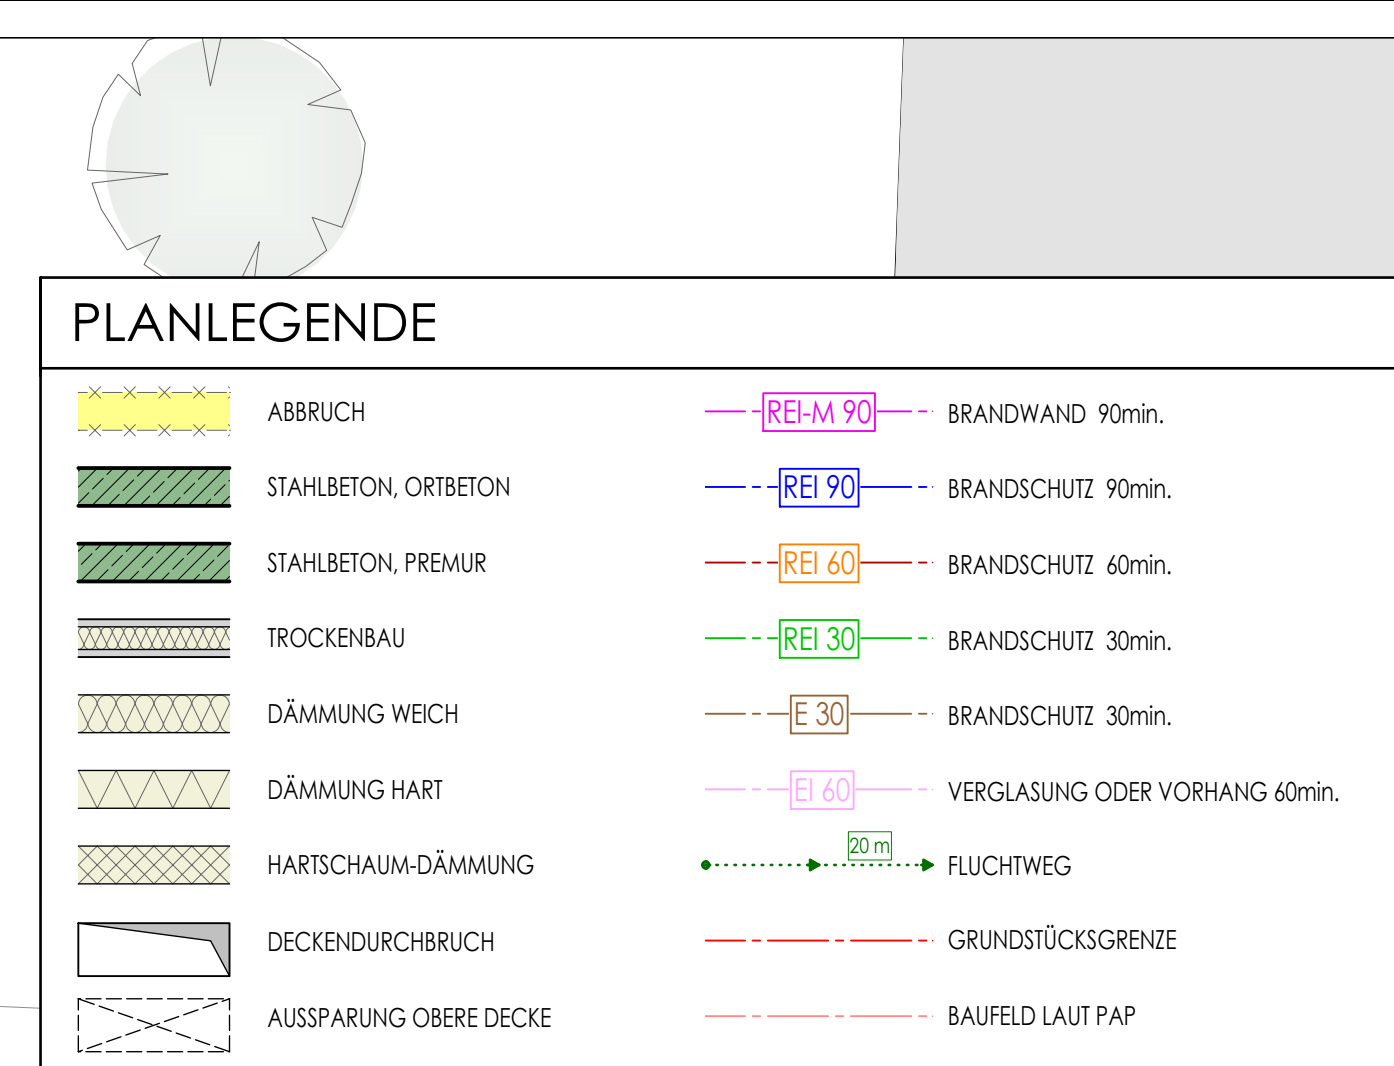 PLANLEGENDE
ABBRUCH
STAHLBETON, ORTBETON
STAHLBETON, PREMUR
TROCKENBAU
DÄMMUNG WEICH
DÄMMUNG HART
HARTSCHAUM-DÄMMUNG
DECKENDURCHBRUCH
AUSSPARUNG OBERE DECKE
REI-M 90 BRANDWAND 90min.
REI 90 BRANDSCHUTZ 90min.
REI 60 BRANDSCHUTZ 60min.
REI 30 BRANDSCHUTZ 30min.
E 30 BRANDSCHUTZ 30min.
EI 60 VERGLASUNG ODER VORHANG 60min.
20 m FLUCHTWEG
GRUNDSTÜCKSGRENZE
BAUFELD LAUT PAP